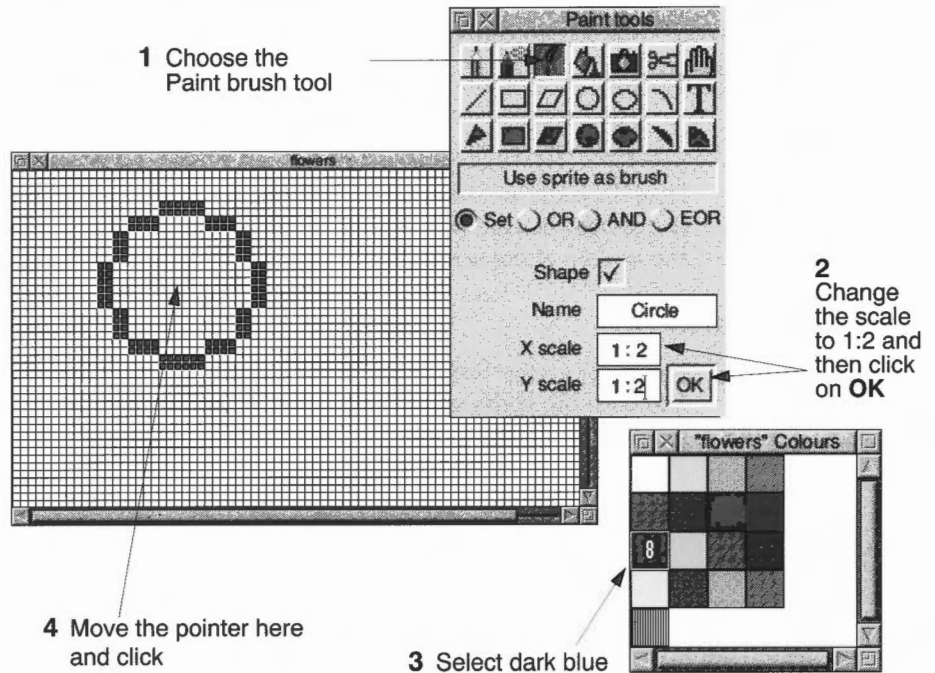 Paint tools
1 Choose the
Paint brush tool
T
flowers
Use sprite as brush
Set OR AND EOR
Shape
Name Circle
X scale 1:2
Y scale 1:2 OK
2
Change
the scale
to 1:2 and
then click
on OK
"flowers" Colours
8
4 Move the pointer here
and click
3 Select dark blue